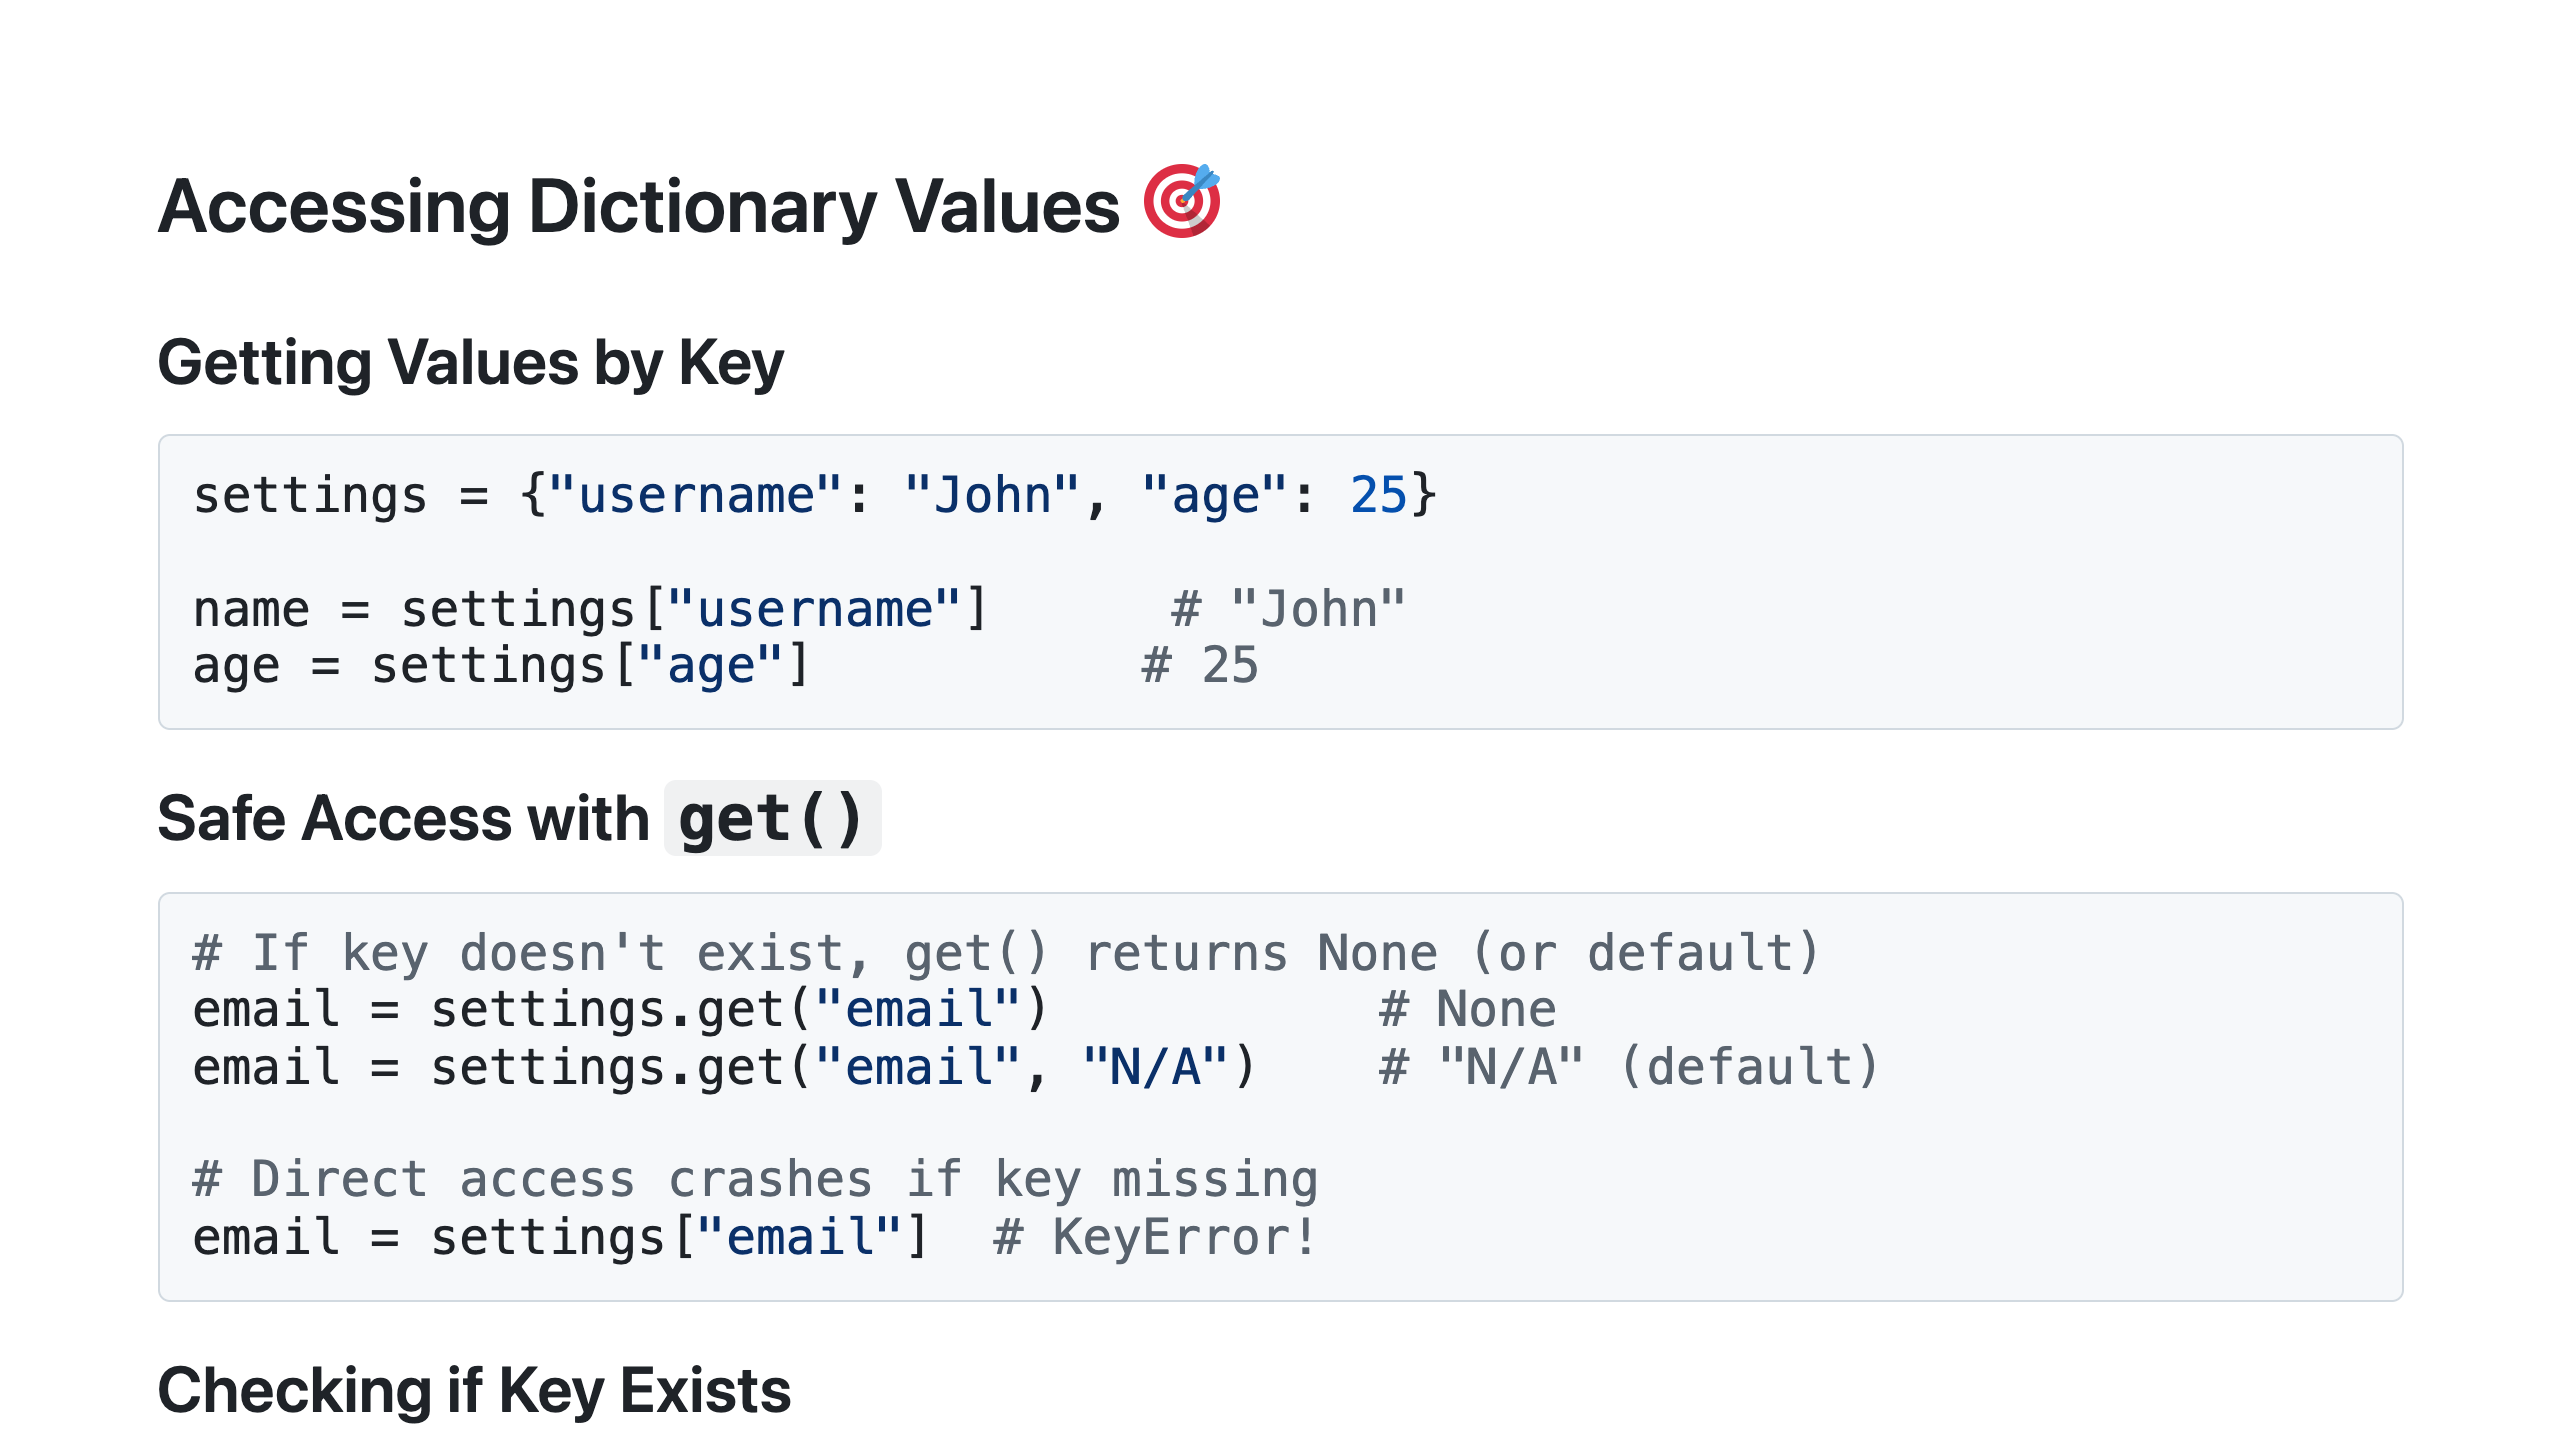 Accessing Dictionary Values 🎯
Getting Values by Key
settings = {"username": "John", "age": 25}
name = settings["username"]      # "John"
age = settings["age"]           # 25
Safe Access with get()
# If key doesn't exist, get() returns None (or default)
email = settings.get("email")           # None
email = settings.get("email", "N/A")    # "N/A" (default)
# Direct access crashes if key missing
email = settings["email"]  # KeyError!
Checking if Key Exists